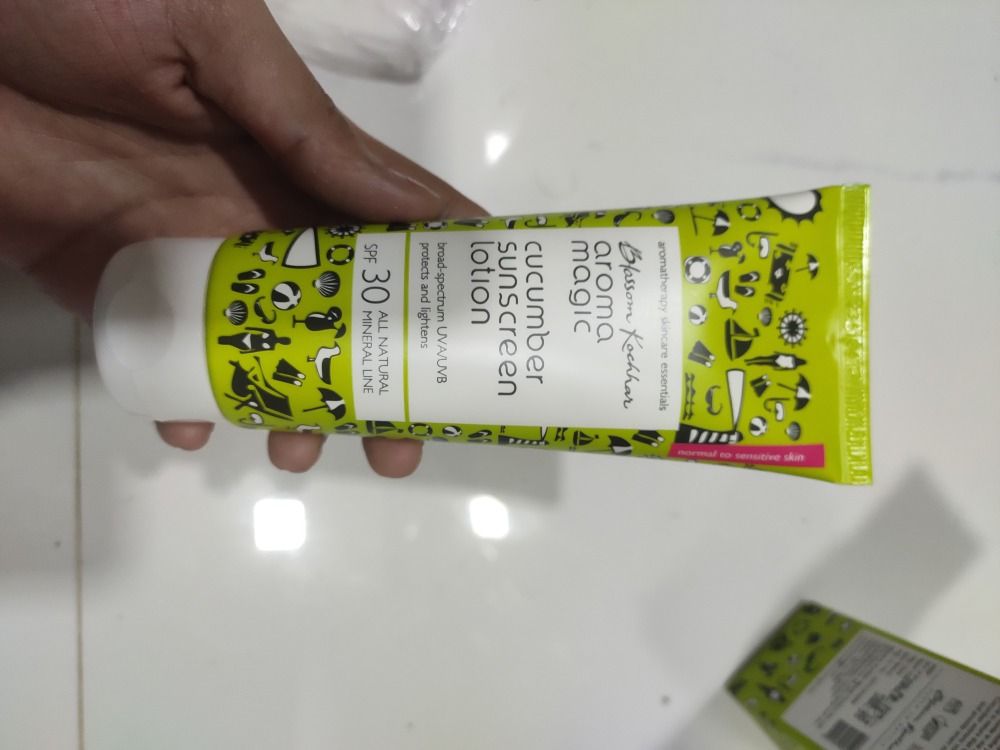 aromatherapy skincare essentials
Blossom Kochhar
aroma
magic
cucumber
sunscreen
lotion
broad-spectrum UVA/UVB
protects and lightens
SPF 30 ALL NATURAL
MINERAL LINE
normal to sensitive skin